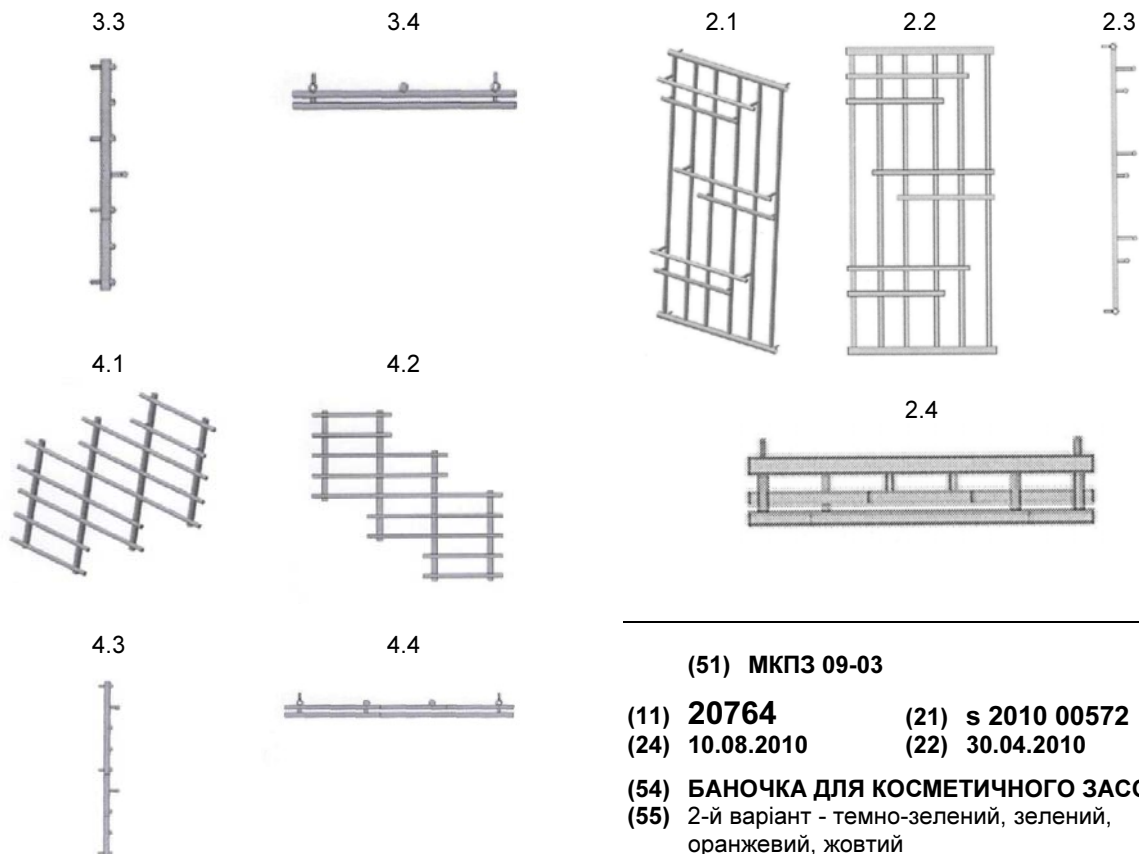 3.3 3.4
4.1 4.2
4.3 4.4
2.1 2.2 2.3
2.4
(51) МКПЗ 09-03
(11) 20764 (21) s 2010 00572
(24) 10.08.2010 (22) 30.04.2010
(54) БАНОЧКА ДЛЯ КОСМЕТИЧНОГО
(55) 2-й варіант - темно-зелений, зелений,
оранжевий, жовтий